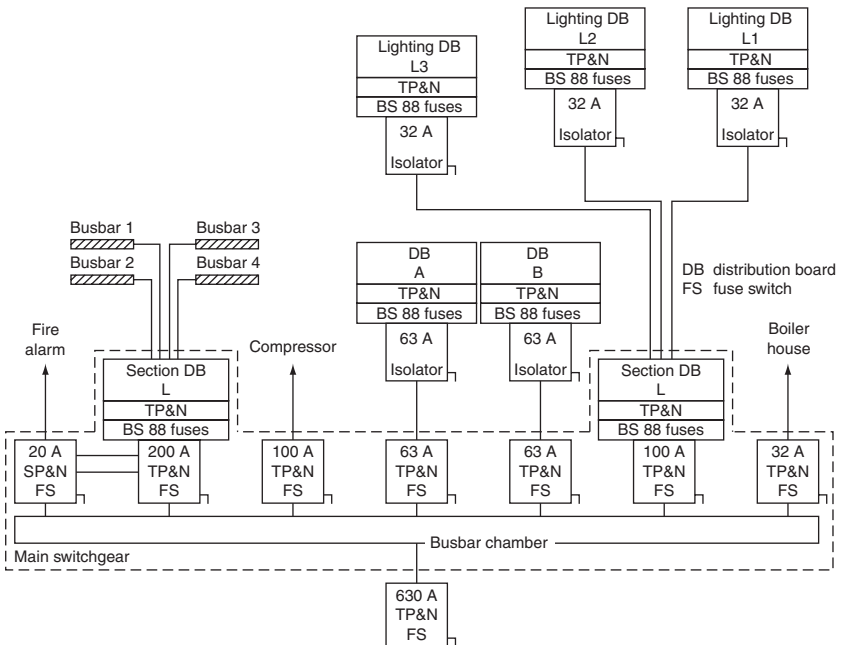 Lighting DB
L3
TP&N
BS 88 fuses
32 A
Isolator
Lighting DB
L2
TP&N
BS 88 fuses
32 A
Isolator
Lighting DB
L1
TP&N
BS 88 fuses
32 A
Isolator
Busbar 1
Busbar 3
Busbar 2
Busbar 4
DB
A
TP&N
BS 88 fuses
63 A
Isolator
DB
B
TP&N
BS 88 fuses
63 A
Isolator
DB distribution board
FS fuse switch
Fire
alarm
Section DB
L
TP&N
BS 88 fuses
Compressor
Section DB
L
TP&N
BS 88 fuses
Boiler
house
20 A
SP&N
FS
200 A
TP&N
FS
100 A
TP&N
FS
63 A
TP&N
FS
63 A
TP&N
FS
100 A
TP&N
FS
32 A
TP&N
FS
Busbar chamber
Main switchgear
630 A
TP&N
FS